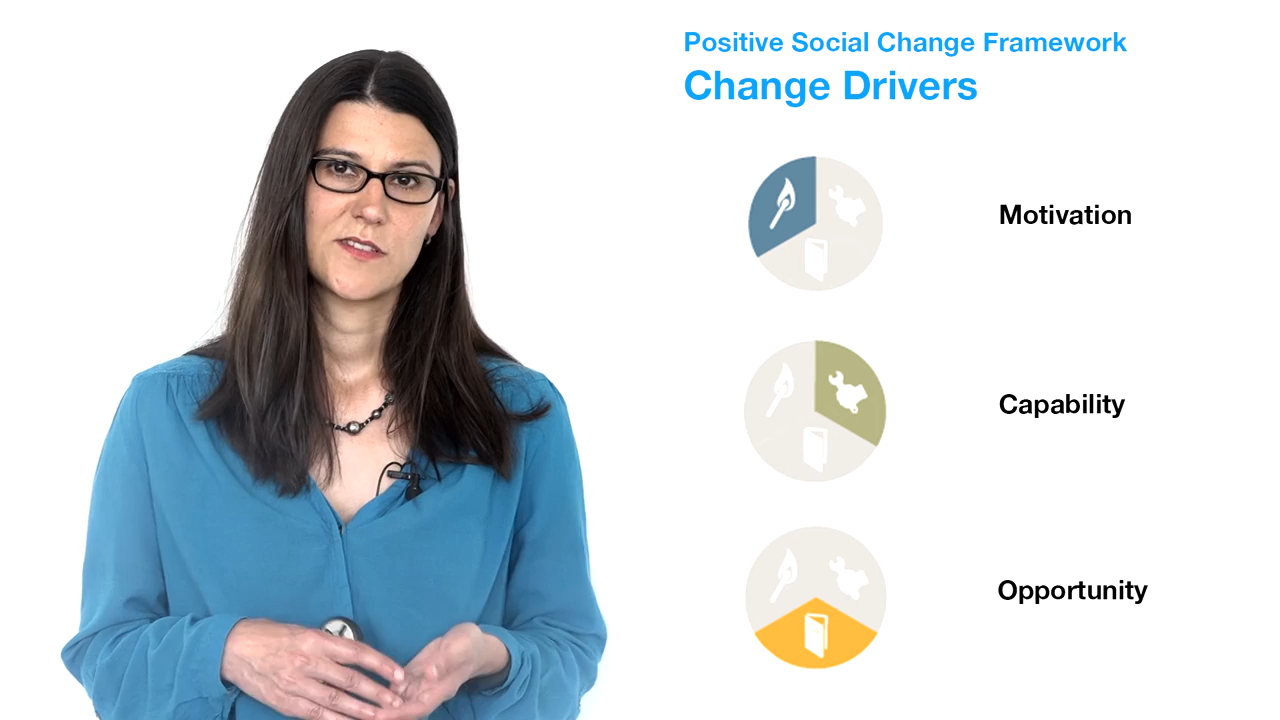 Positive Social Change Framework
Change Drivers
Motivation
Capability
Opportunity